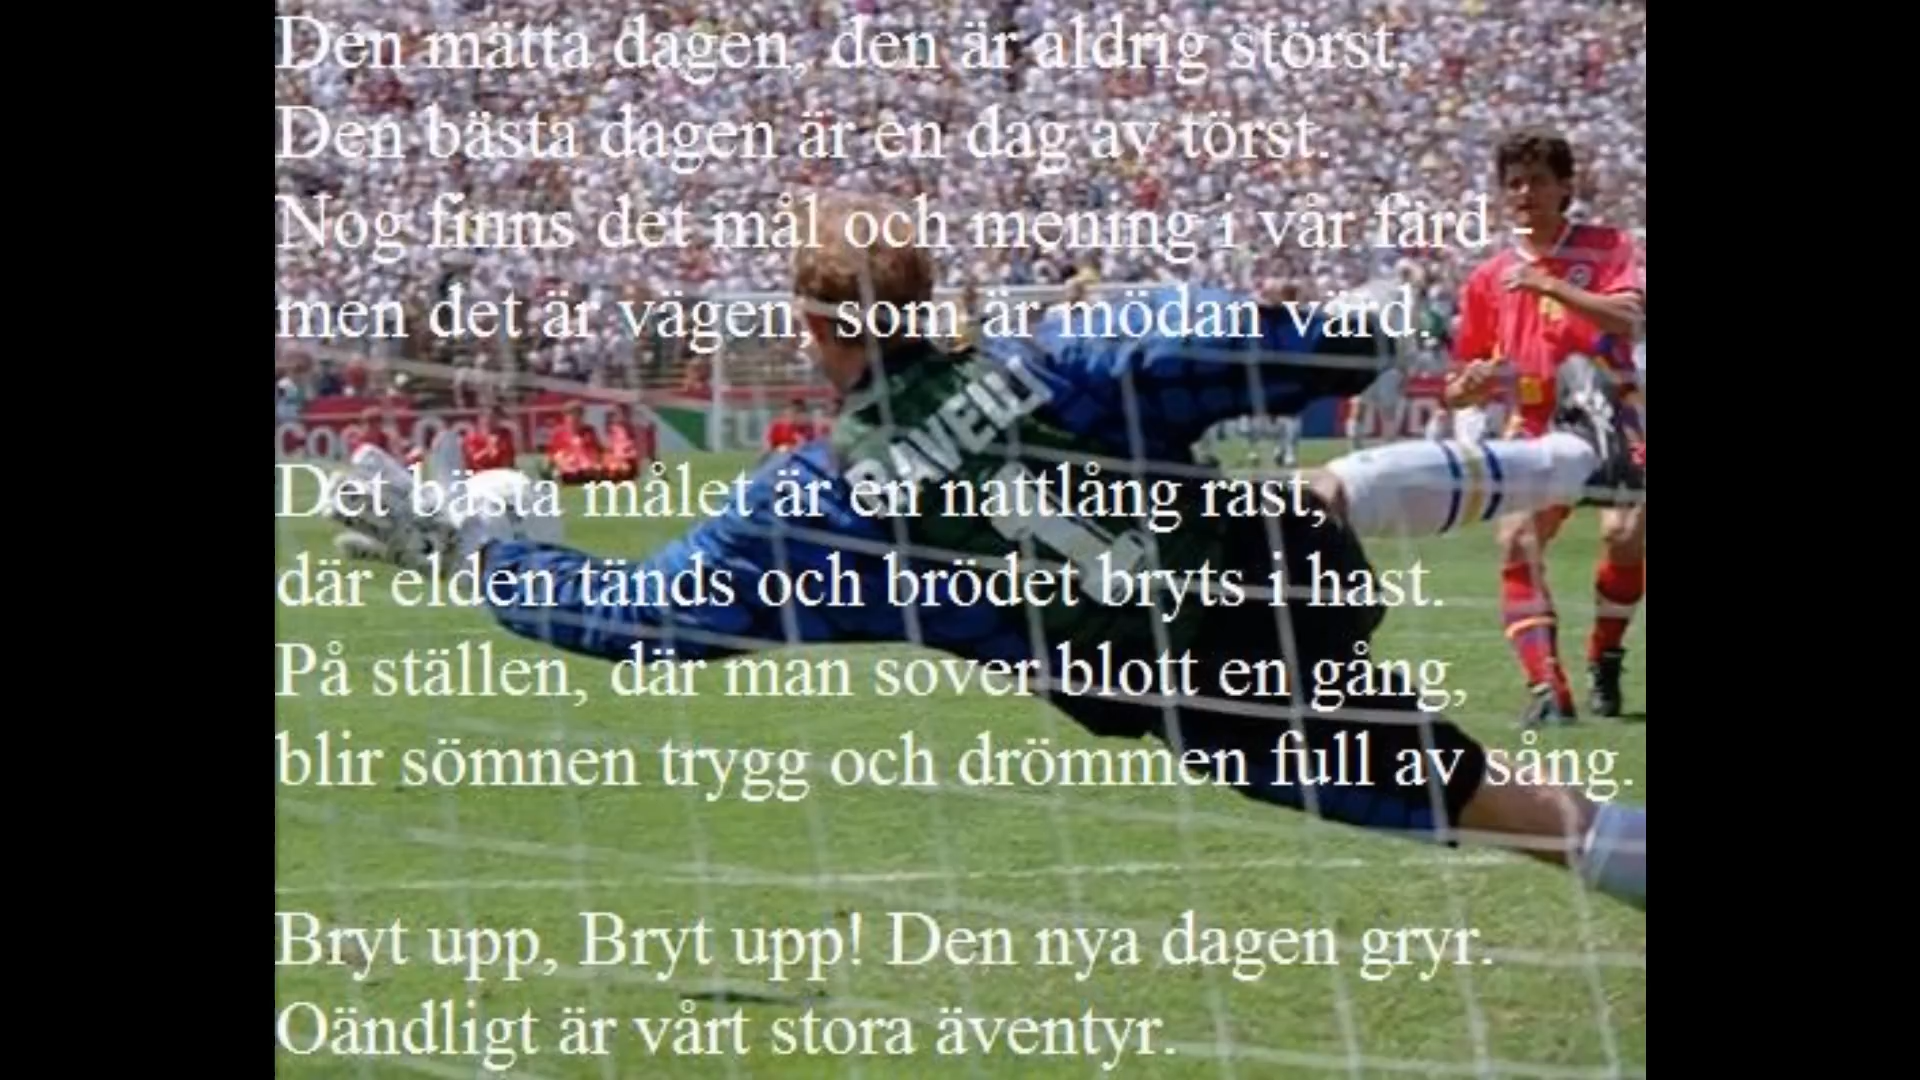 Den mätta dagen, den är aldrig störst.
Den bästa dagen är en dag av törst.
Nog finns det mål och mening i vår färd -
men det är vägen, som är mödan värd.
RAVELLI
1
Det bästa målet är en nattlång rast,
där elden tänds och brödet bryts i hast.
På ställen, där man sover blott en gång,
blir sömnen trygg och drömmen full av sång.
Bryt upp, Bryt upp! Den nya dagen gryr.
Oändligt är vårt stora äventyr.